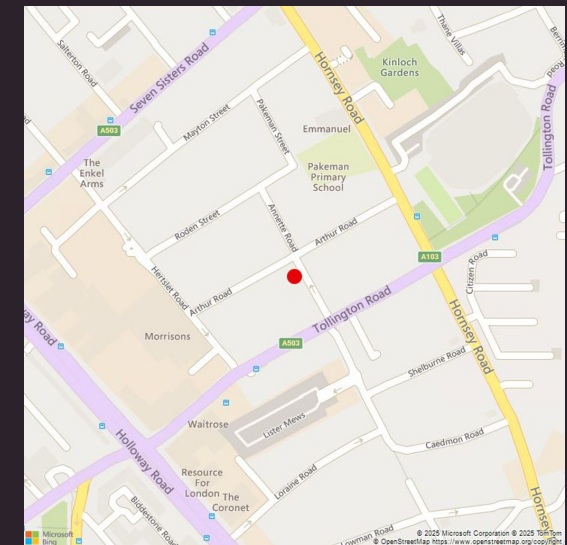 Salterton Road
Seven Sisters Road
Thane Villas
Hornsey Road
Kinloch
Gardens
A503
Mayton Street
Pakeman Street
Emmanuel
Tollington Road
The
Enkel
Arms
Pakeman
Primary
School
Roden Street
Annette Road
Arthur Road
A103
Citizen Road
Hertslet Road
Arthur Road
Tollington Road
Hornsey Road
Morrisons
A503
Shelburne Road
Waitrose
Lister Mews
Caedmon Road
Holloway Road
Resource
For
London
The
Coronet
Loraine Road
Biddestone Road
Hornsey
Microsoft
Bing
© 2025 Microsoft Corporation © 2025 TomTom
© OpenStreetMap https://www.openstreetmap.org/copyright